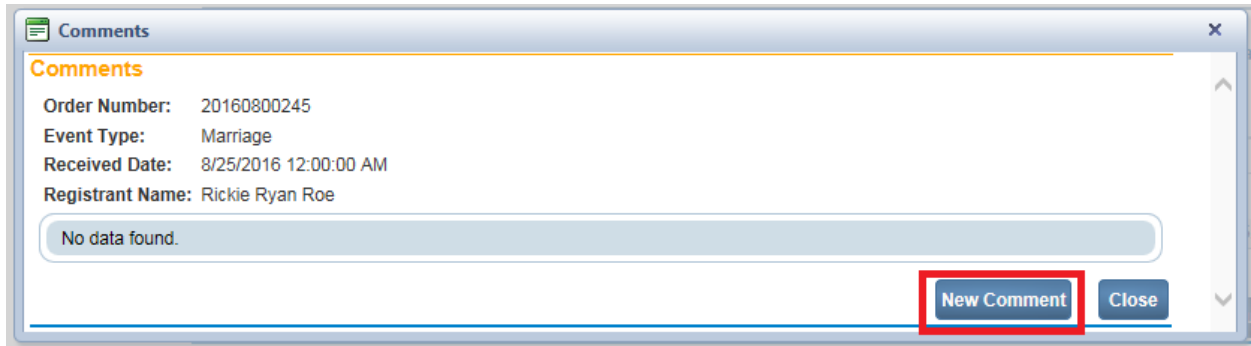 Comments
Comments
Order Number: 20160800245
Event Type: Marriage
Received Date: 8/25/2016 12:00:00 AM
Registrant Name: Rickie Ryan Roe
No data found.
New Comment Close